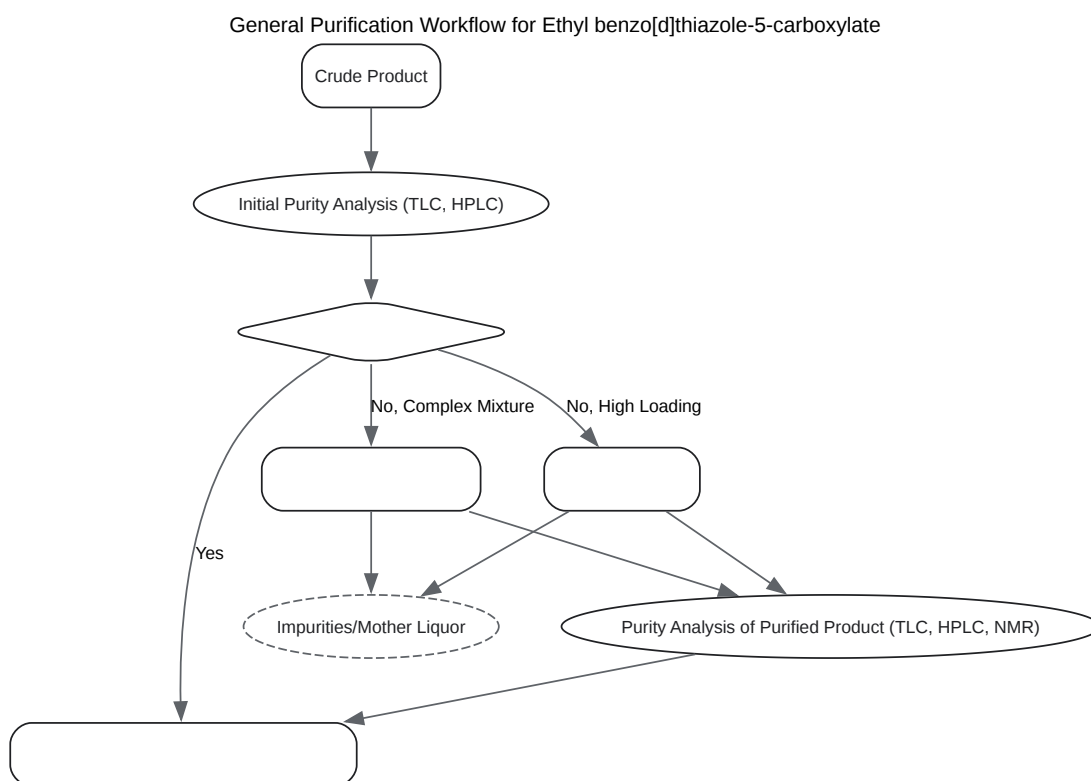 General Purification Workflow for Ethyl benzo[d]thiazole-5-carboxylate
Crude Product
Initial Purity Analysis (TLC, HPLC)
No, Complex Mixture
No, High Loading
Yes
Impurities/Mother Liquor
Purity Analysis of Purified Product (TLC, HPLC, NMR)